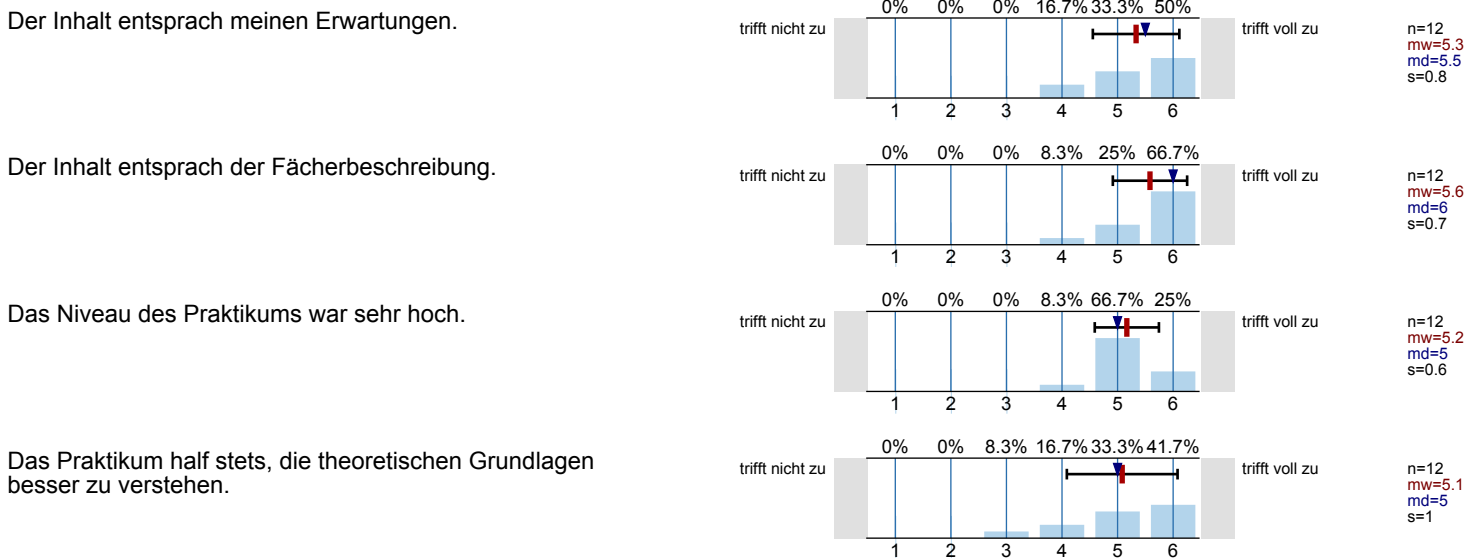 Der Inhalt entsprach meinen Erwartungen.
0% 0% 0% 16.7% 33.3% 50%
trifft nicht zu
trifft voll zu
1 2 3 4 5 6
n=12
mw=5.3
md=5.5
s=0.8
Der Inhalt entsprach der Fächerbeschreibung.
0% 0% 0% 8.3% 25% 66.7%
trifft nicht zu
trifft voll zu
1 2 3 4 5 6
n=12
mw=5.6
md=6
s=0.7
Das Niveau des Praktikums war sehr hoch.
0% 0% 0% 8.3% 66.7% 25%
trifft nicht zu
trifft voll zu
1 2 3 4 5 6
n=12
mw=5.2
md=5
s=0.6
Das Praktikum half stets, die theoretischen Grundlagen
besser zu verstehen.
0% 0% 8.3% 16.7% 33.3% 41.7%
trifft nicht zu
trifft voll zu
1 2 3 4 5 6
n=12
mw=5.1
md=5
s=1